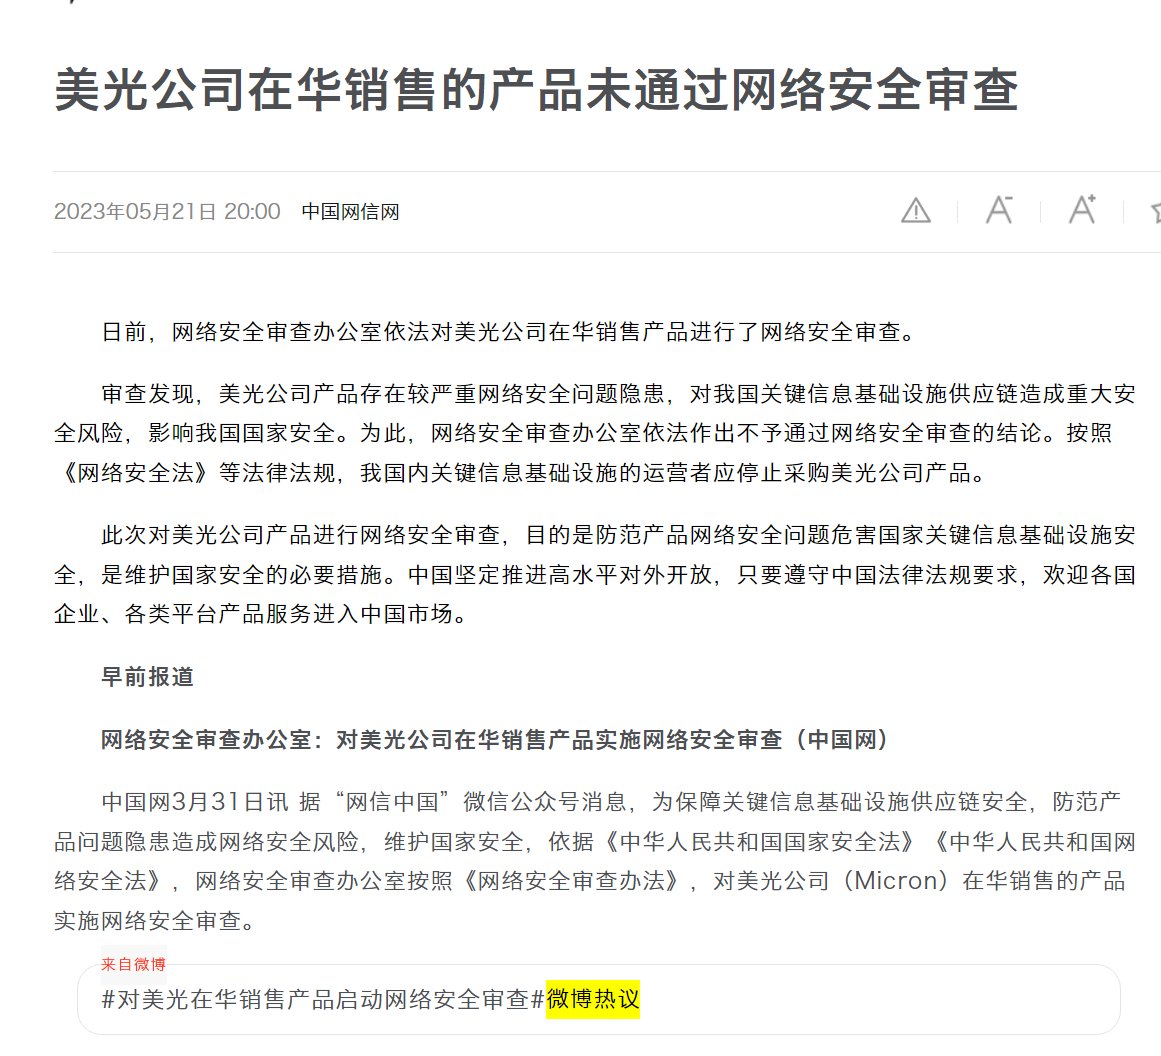 美光公司在华销售的产品未通过网络安全审查
2023年05月21日 20:00 中国网信网
日前，网络安全审查办公室依法对美光公司在华销售产品进行了网络安全审查。
审查发现，美光公司产品存在较严重网络安全问题隐患，对我国关键信息基础设施供应链造成重大安
全风险，影响我国国家安全。为此，网络安全审查办公室依法作出不予通过网络安全审查的结论。按照
《网络安全法》等法律法规，我国内关键信息基础设施的运营者应停止采购美光公司产品。
此次对美光公司产品进行网络安全审查，目的是防范产品网络安全问题危害国家关键信息基础设施安
全，是维护国家安全的必要措施。中国坚定推进高水平对外开放，只要遵守中国法律法规要求，欢迎各国
企业、各类平台产品服务进入中国市场。
早前报道
网络安全审查办公室：对美光公司在华销售产品实施网络安全审查（中国网）
中国网3月31日讯 据“网信中国”微信公众号消息，为保障关键信息基础设施供应链安全，防范产
品问题隐患造成网络安全风险，维护国家安全，依据《中华人民共和国国家安全法》《中华人民共和国网
络安全法》，网络安全审查办公室按照《网络安全审查办法》，对美光公司（Micron）在华销售的产品
实施网络安全审查。
来自微博
#对美光在华销售产品启动网络安全审查#微博热议